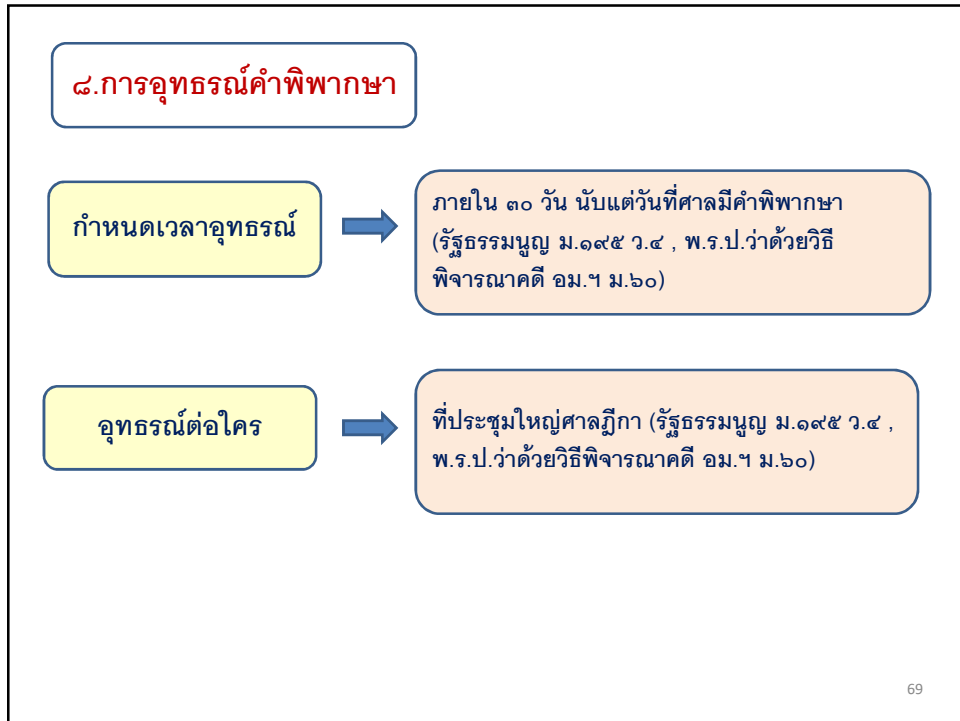 ๘.การอุทธรณ์คำพิพากษา
กำหนดเวลาอุทธรณ์
ภายใน ๓๐ วัน นับแต่วันที่ศาลมีคำพิพากษา
(รัฐธรรมนูญ ม.๑๙๕ ว.๔ , พ.ร.ป.ว่าด้วยวิธี
พิจารณาคดี อม.ฯ ม.๖๐)
อุทธรณ์ต่อใคร
ที่ประชุมใหญ่ศาลฎีกา (รัฐธรรมนูญ ม.๑๙๕ ว.๔ ,
พ.ร.ป.ว่าด้วยวิธีพิจารณาคดี อม.ฯ ม.๖๐)
69